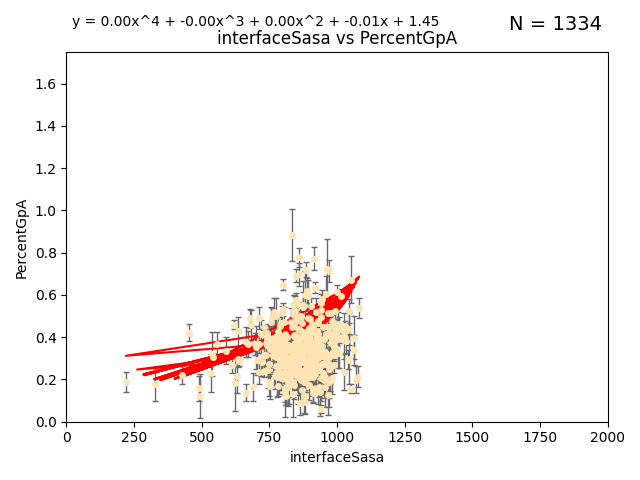 y = 0.00x^4 + -0.00x^3 + 0.00x^2 + -0.01x + 1.45
N = 1334
interfaceSasa vs PercentGpA
PercentGpA
1.6
1.4
1.2
1.0
0.8
0.6
0.4
0.2
0.0
0 250 500 750 1000 1250 1500 1750 2000
interfaceSasa